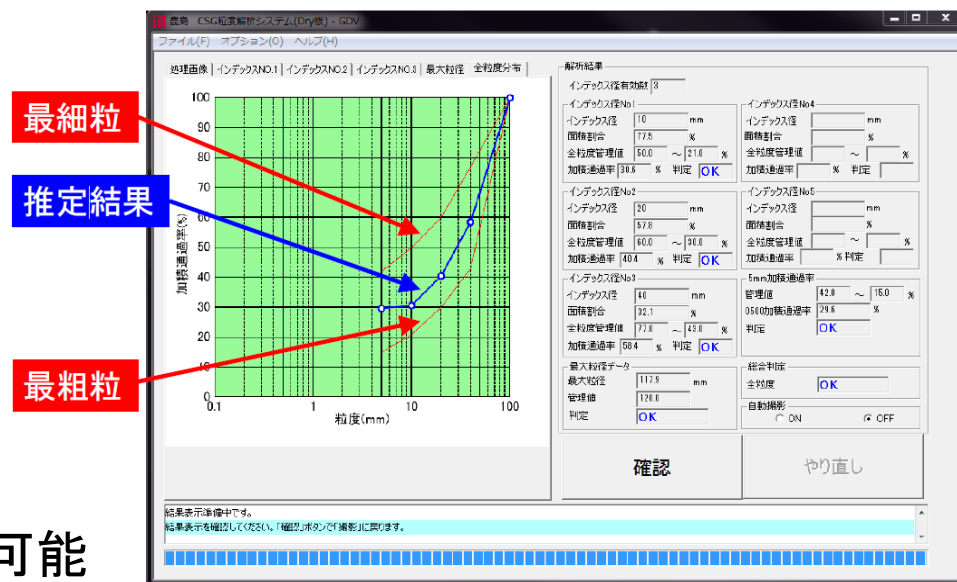 鹿島 CSG粒度解析システム(Dry版) - GDV
ファイル(F) オプション(O) ヘルプ(H)
処理画像 インデックスNO.1 インデックスNO.2 インデックスNO.3 最大粒径 全粒度分布
最細粒
推定結果
最粗粒
可能
加積通過率(%)
100
90
80
70
60
50
40
30
20
10
0
0.1 1 10 100
粒度(mm)
解析結果
インデックス径有効数 3
インデックス径No1
インデックス径 10 mm
面積割合 77.5 %
全粒度管理値 50.0 ~ 21.0 %
加積通過率 30.6 % 判定 OK
インデックス径No2
インデックス径 20 mm
面積割合 57.8 %
全粒度管理値 60.0 ~ 30.0 %
加積通過率 40.4 % 判定 OK
インデックス径No3
インデックス径 40 mm
面積割合 32.1 %
全粒度管理値 77.0 ~ 43.0 %
加積通過率 58.4 % 判定 OK
最大粒径データ
最大粒径 117.9 mm
管理値 120.0
判定 OK
インデックス径No4
インデックス径 mm
面積割合 %
全粒度管理値 ~ %
加積通過率 % 判定
インデックス径No5
インデックス径 mm
面積割合 %
全粒度管理値 ~ %
加積通過率 % 判定
5mm加積通過率
管理値 42.0 ~ 15.0 %
0500加積通過率 29.6 %
判定 OK
総合判定
全粒度 OK
自動撮影
ON OFF
確認
やり直し
結果表示準備中です。
結果表示を確認してください。「確認」ボタンで「撮影」に戻ります。